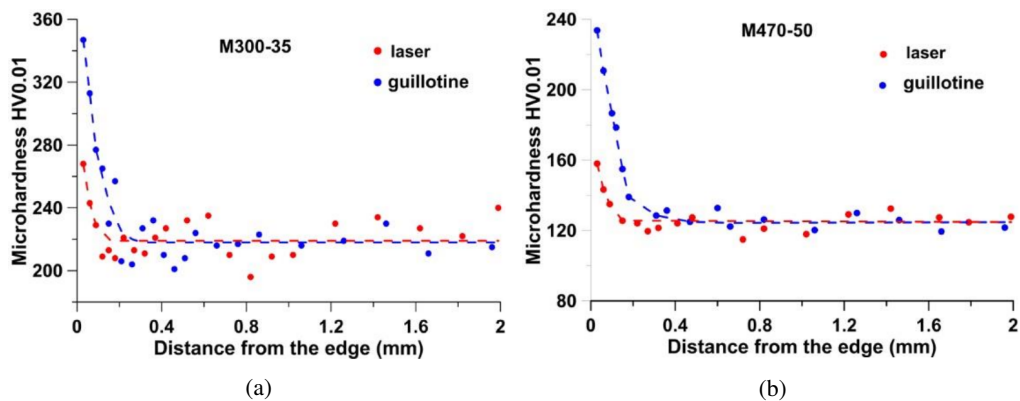 M300-35
laser
guillotine
Microhardness HV0.01
360
320
280
240
200
0
0.4
0.8
1.2
1.6
2
Distance from the edge (mm)
(a)
M470-50
laser
guillotine
Microhardness HV0.01
240
200
160
120
80
0
0.4
0.8
1.2
1.6
2
Distance from the edge (mm)
(b)